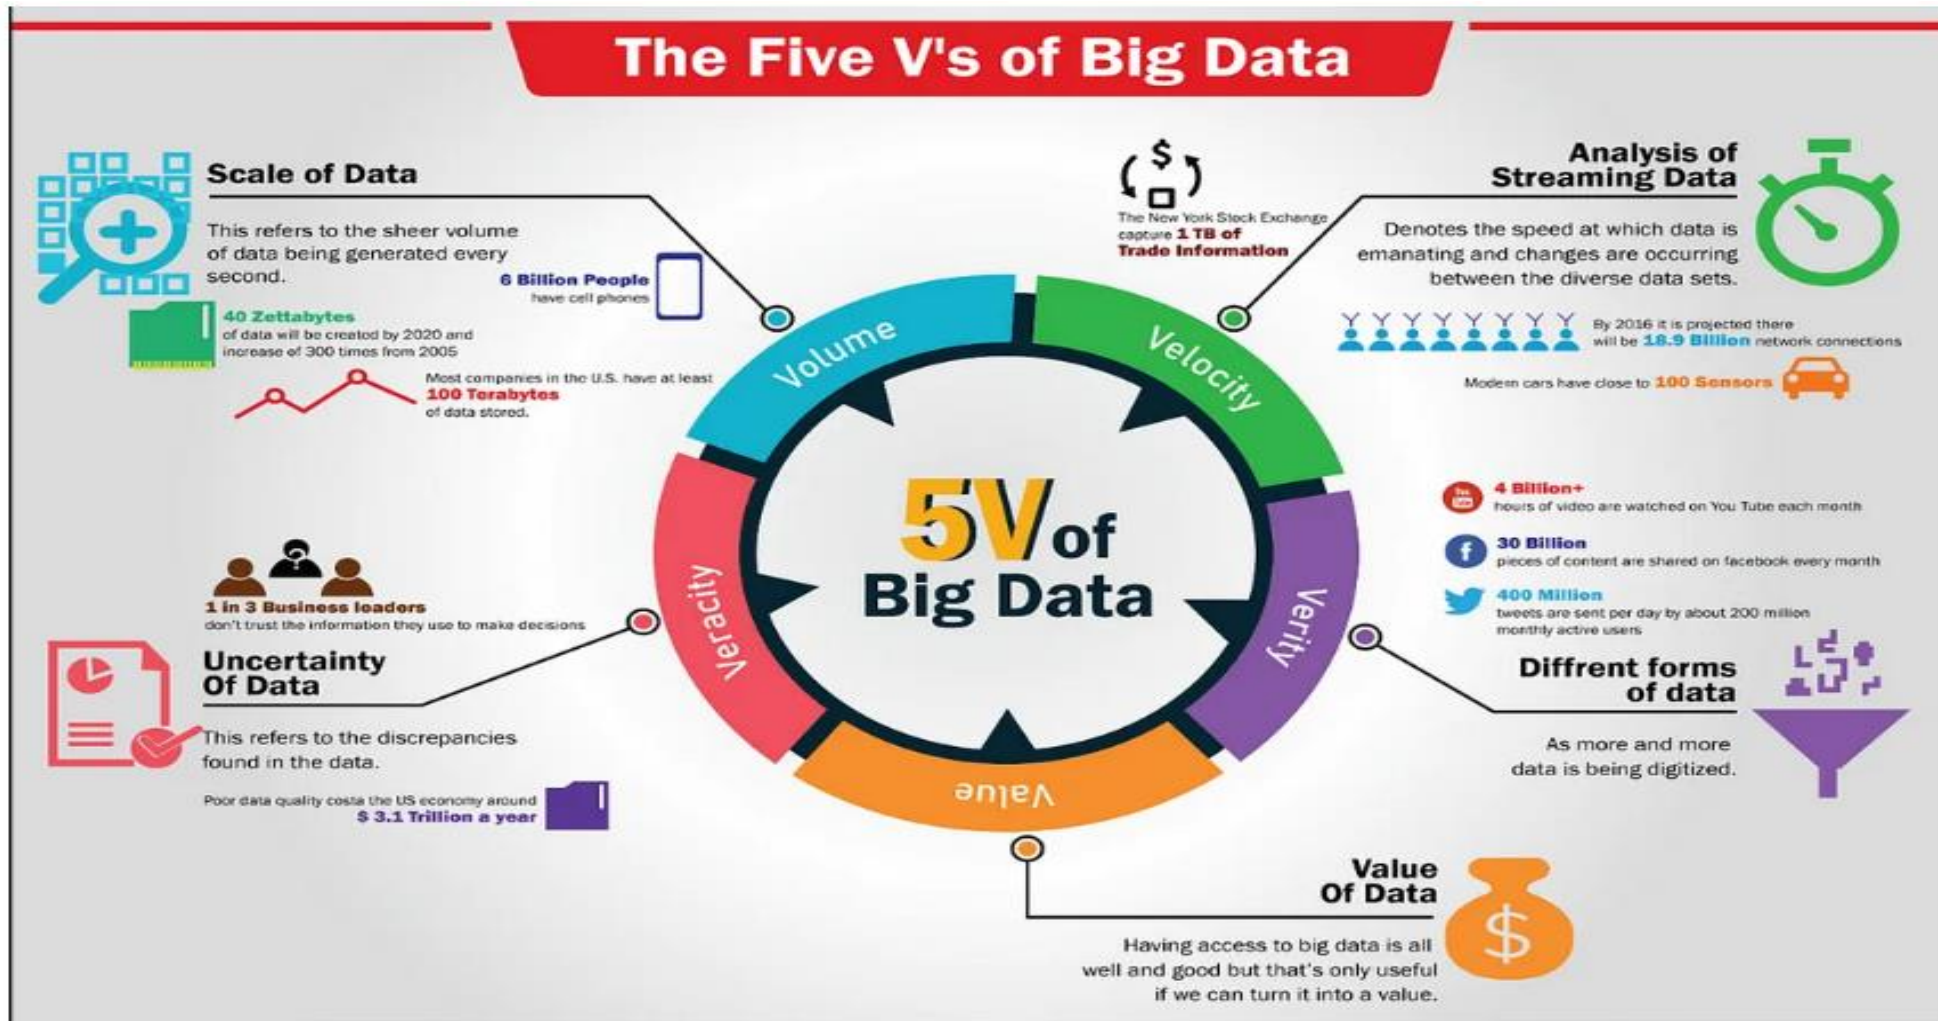 The Five V's of Big Data
Scale of Data
This refers to the sheer volume
of data being generated every
second.
6 Billion People
have cell phones
40 Zettabytes
of data will be created by 2020 and
increase of 300 times from 2005
Most companies in the U.S. have at least
100 Terabytes
of data stored.
$
The New York Stock Exchange
capture 1 TB of
Trade Information
Analysis of
Streaming Data
Denotes the speed at which data is
emanating and changes are occurring
between the diverse data sets.
By 2016 it is projected there
will be 18.9 Billion network connections
Modern cars have close to 100 Sensors
Volume
Velocity
Verity
Value
Veracity
5V of
Big Data
4 Billion+
hours of video are watched on You Tube each month
f
30 Billion
pieces of content are shared on facebook every month
400 Million
tweets are sent per day by about 200 million
monthly active users
Diffrent forms
of data
As more and more
data is being digitized.
1 in 3 Business leaders
don't trust the information they use to make decisions
Uncertainty
Of Data
This refers to the discrepancies
found in the data.
Poor data quality costs the US economy around
$ 3.1 Trillion a year
Value
Of Data
$
Having access to big data is all
well and good but that's only useful
if we can turn it into a value.